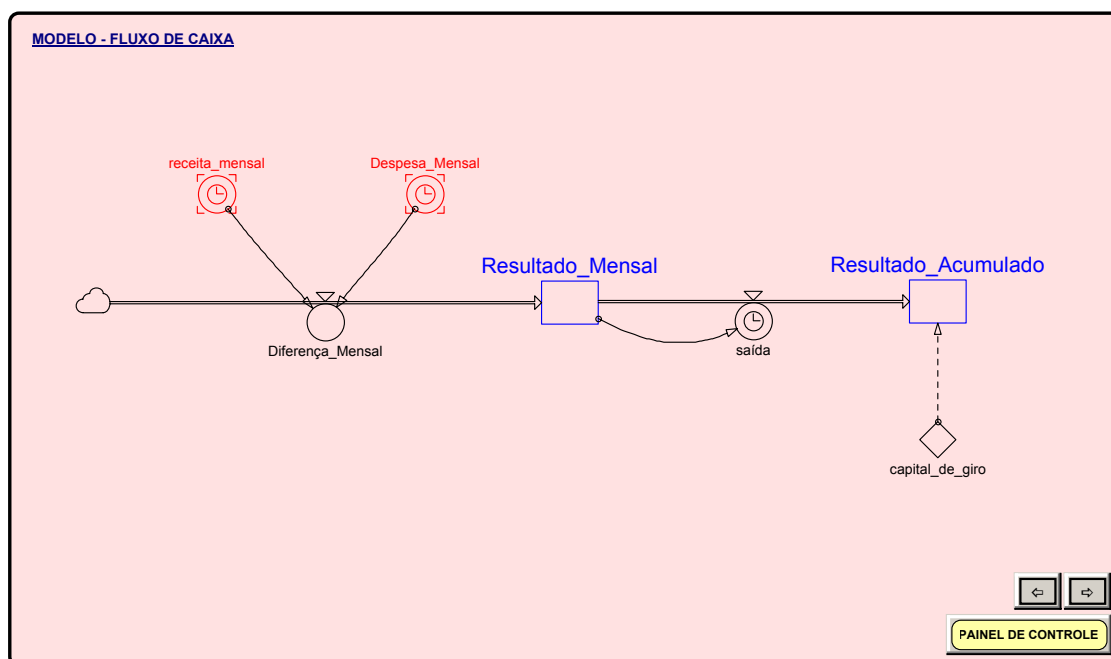 MODELO - FLUXO DE CAIXA
receita_mensal
Despesa_Mensal
Resultado_Mensal
Resultado_Acumulado
Diferença_Mensal
saída
capital_de_giro
PAINEL DE CONTROLE